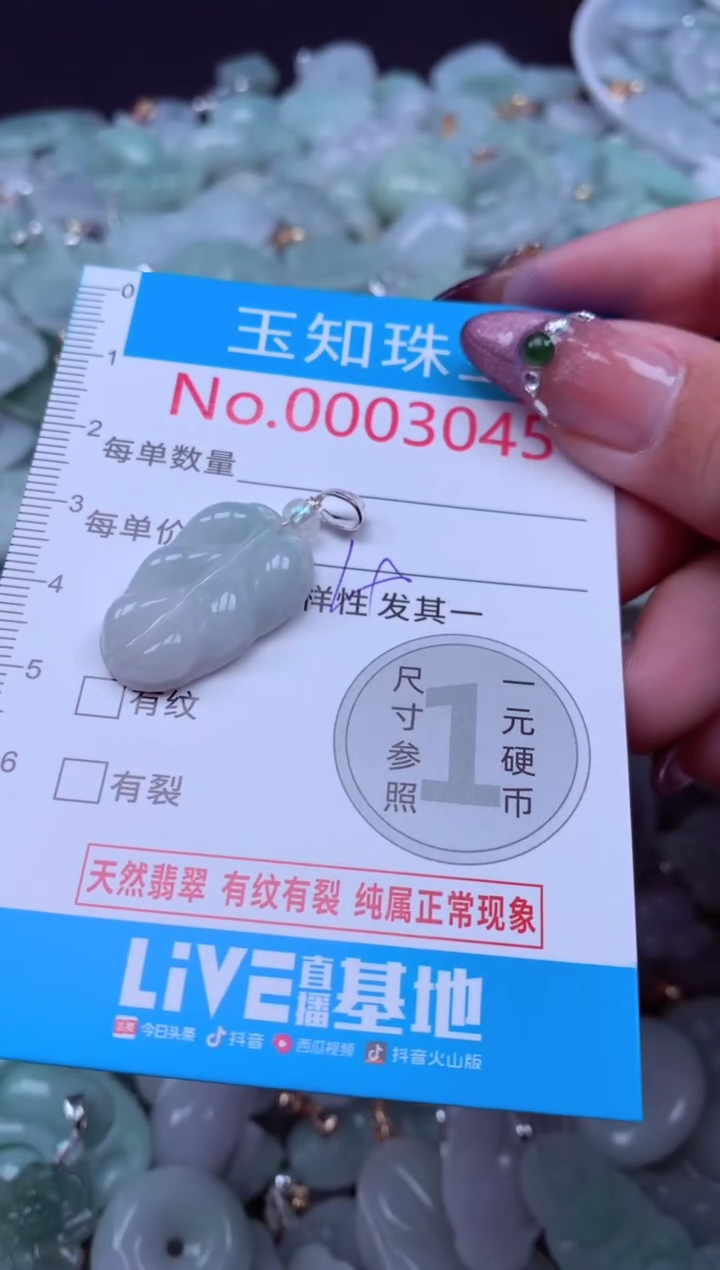 玉知珠
No.0003045
0
1
2
3
4
5
6
每单数量
每单价
样性 发其一
有纹
有裂
尺寸参照
1
一元硬币
天然翡翠 有纹有裂 纯属正常现象
LiVE直播基地
今日头条 抖音 西瓜视频 抖音火山版